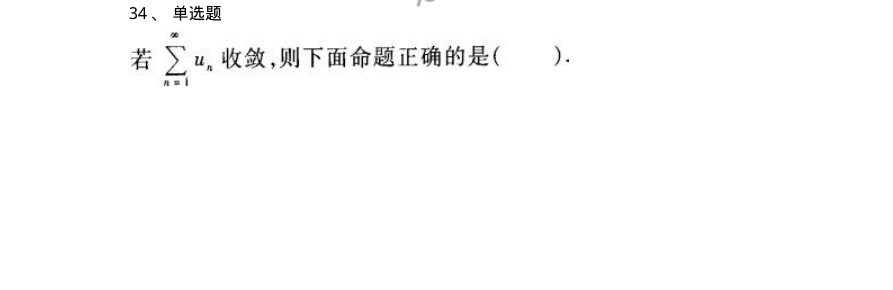 34 、 单选题
若 ∑_{n=1}^{∞} u_n 收敛,则下面命题正确的是(  ).